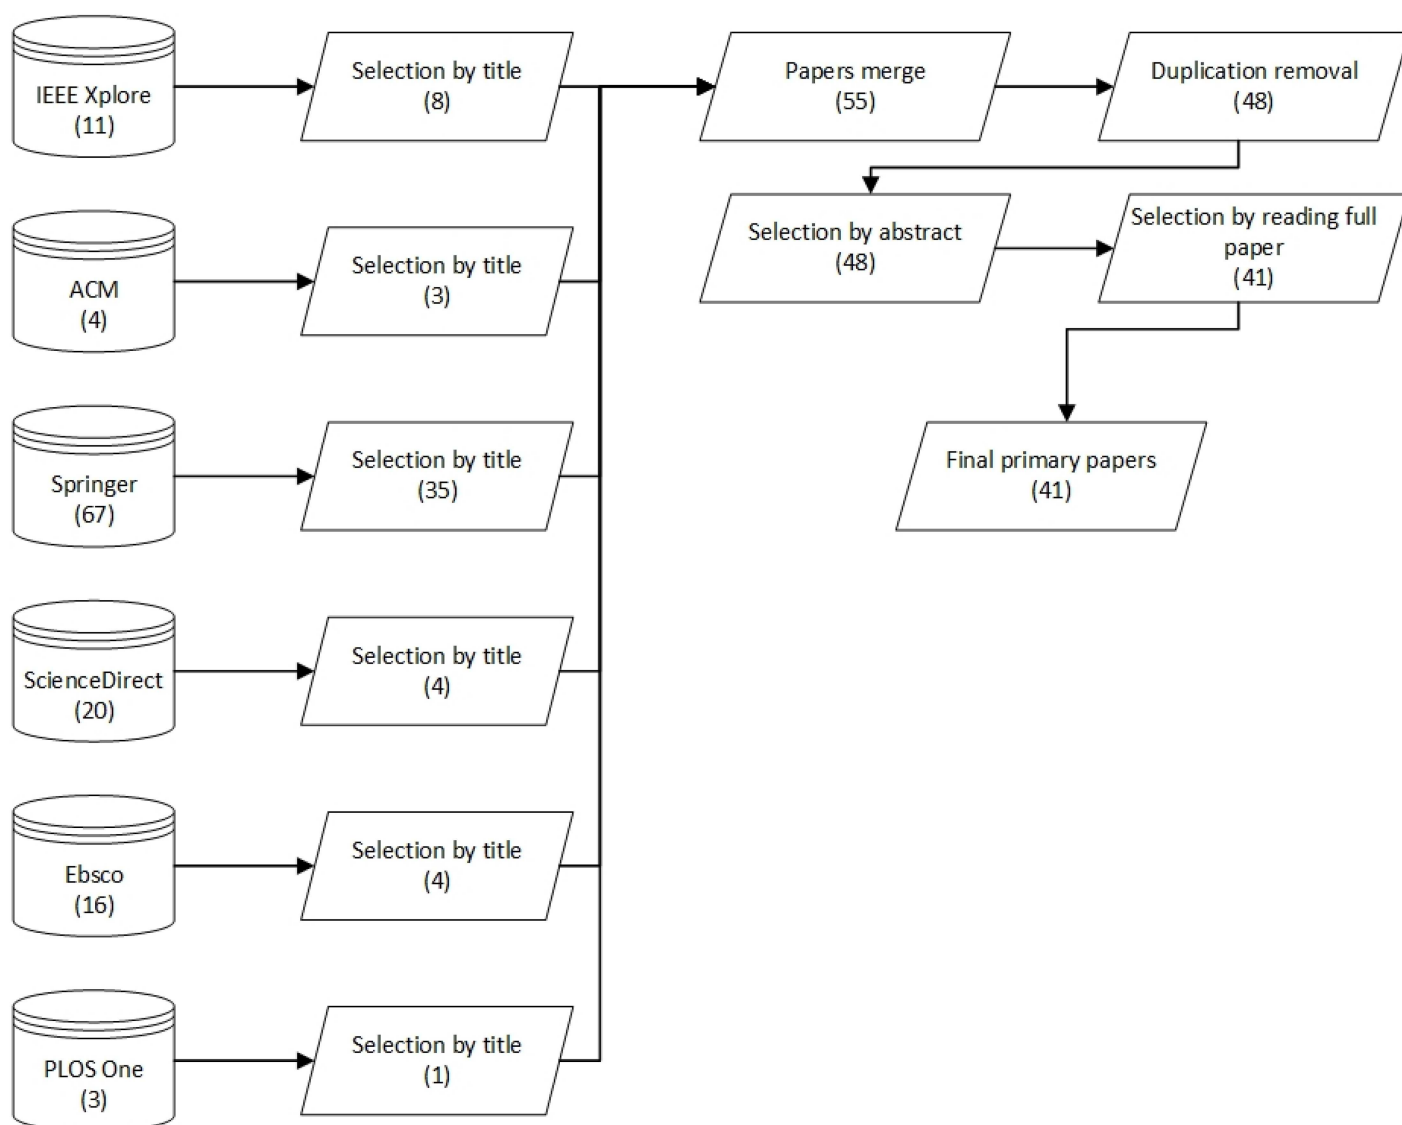 IEEE Xplore
(11)
Selection by title
(8)
Papers merge
(55)
Duplication removal
(48)
ACM
(4)
Selection by title
(3)
Selection by abstract
(48)
Selection by reading full
paper
(41)
Springer
(67)
Selection by title
(35)
Final primary papers
(41)
ScienceDirect
(20)
Selection by title
(4)
Ebsco
(16)
Selection by title
(4)
PLOS One
(3)
Selection by title
(1)